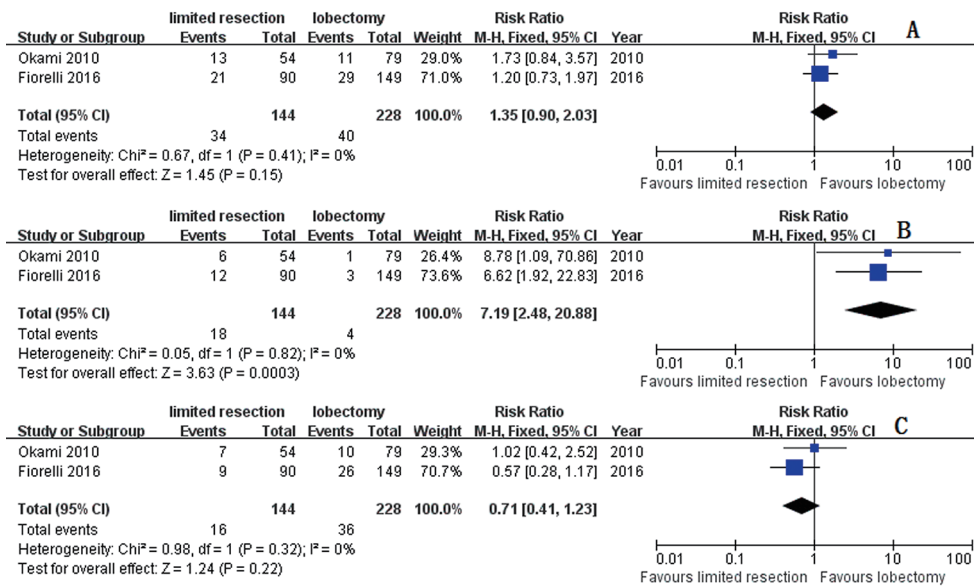 limited resection lobectomy Risk Ratio Risk Ratio A
Study or Subgroup Events Total Events Total Weight M-H, Fixed, 95% CI Year M-H, Fixed, 95% CI
Okami 2010 13 54 11 79 29.0% 1.73 [0.84, 3.57] 2010
Fiorelli 2016 21 90 29 149 71.0% 1.20 [0.73, 1.97] 2016
Total (95% CI) 144 228 100.0% 1.35 [0.90, 2.03]
Total events 34 40
Heterogeneity: Chi² = 0.67, df = 1 (P = 0.41); I² = 0%
Test for overall effect: Z = 1.45 (P = 0.15)
0.01 0.1 1 10 100
Favours limited resection Favours lobectomy
limited resection lobectomy Risk Ratio Risk Ratio B
Study or Subgroup Events Total Events Total Weight M-H, Fixed, 95% CI Year M-H, Fixed, 95% CI
Okami 2010 6 54 1 79 26.4% 8.78 [1.09, 70.86] 2010
Fiorelli 2016 12 90 3 149 73.6% 6.62 [1.92, 22.83] 2016
Total (95% CI) 144 228 100.0% 7.19 [2.48, 20.88]
Total events 18 4
Heterogeneity: Chi² = 0.05, df = 1 (P = 0.82); I² = 0%
Test for overall effect: Z = 3.63 (P = 0.0003)
0.01 0.1 1 10 100
Favours limited resection Favours lobectomy
limited resection lobectomy Risk Ratio Risk Ratio C
Study or Subgroup Events Total Events Total Weight M-H, Fixed, 95% CI Year M-H, Fixed, 95% CI
Okami 2010 7 54 10 79 29.3% 1.02 [0.42, 2.52] 2010
Fiorelli 2016 9 90 26 149 70.7% 0.57 [0.28, 1.17] 2016
Total (95% CI) 144 228 100.0% 0.71 [0.41, 1.23]
Total events 16 36
Heterogeneity: Chi² = 0.98, df = 1 (P = 0.32); I² = 0%
Test for overall effect: Z = 1.24 (P = 0.22)
0.01 0.1 1 10 100
Favours limited resection Favours lobectomy